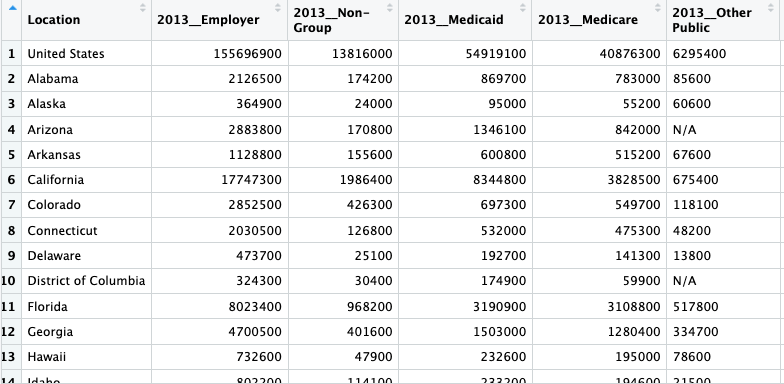 Location 2013__Employer 2013__Non-Group 2013__Medicaid 2013__Medicare 2013__Other Public
1 United States 155696900 13816000 54919100 40876300 6295400
2 Alabama 2126500 174200 869700 783000 85600
3 Alaska 364900 24000 95000 55200 60600
4 Arizona 2883800 170800 1346100 842000 N/A
5 Arkansas 1128800 155600 600800 515200 67600
6 California 17747300 1986400 8344800 3828500 675400
7 Colorado 2852500 426300 697300 549700 118100
8 Connecticut 2030500 126800 532000 475300 48200
9 Delaware 473700 25100 192700 141300 13800
10 District of Columbia 324300 30400 174900 59900 N/A
11 Florida 8023400 968200 3190900 3108800 517800
12 Georgia 4700500 401600 1503000 1280400 334700
13 Hawaii 732600 47900 232600 195000 78600
14 Idaho 802200 114100 233200 194600 21500